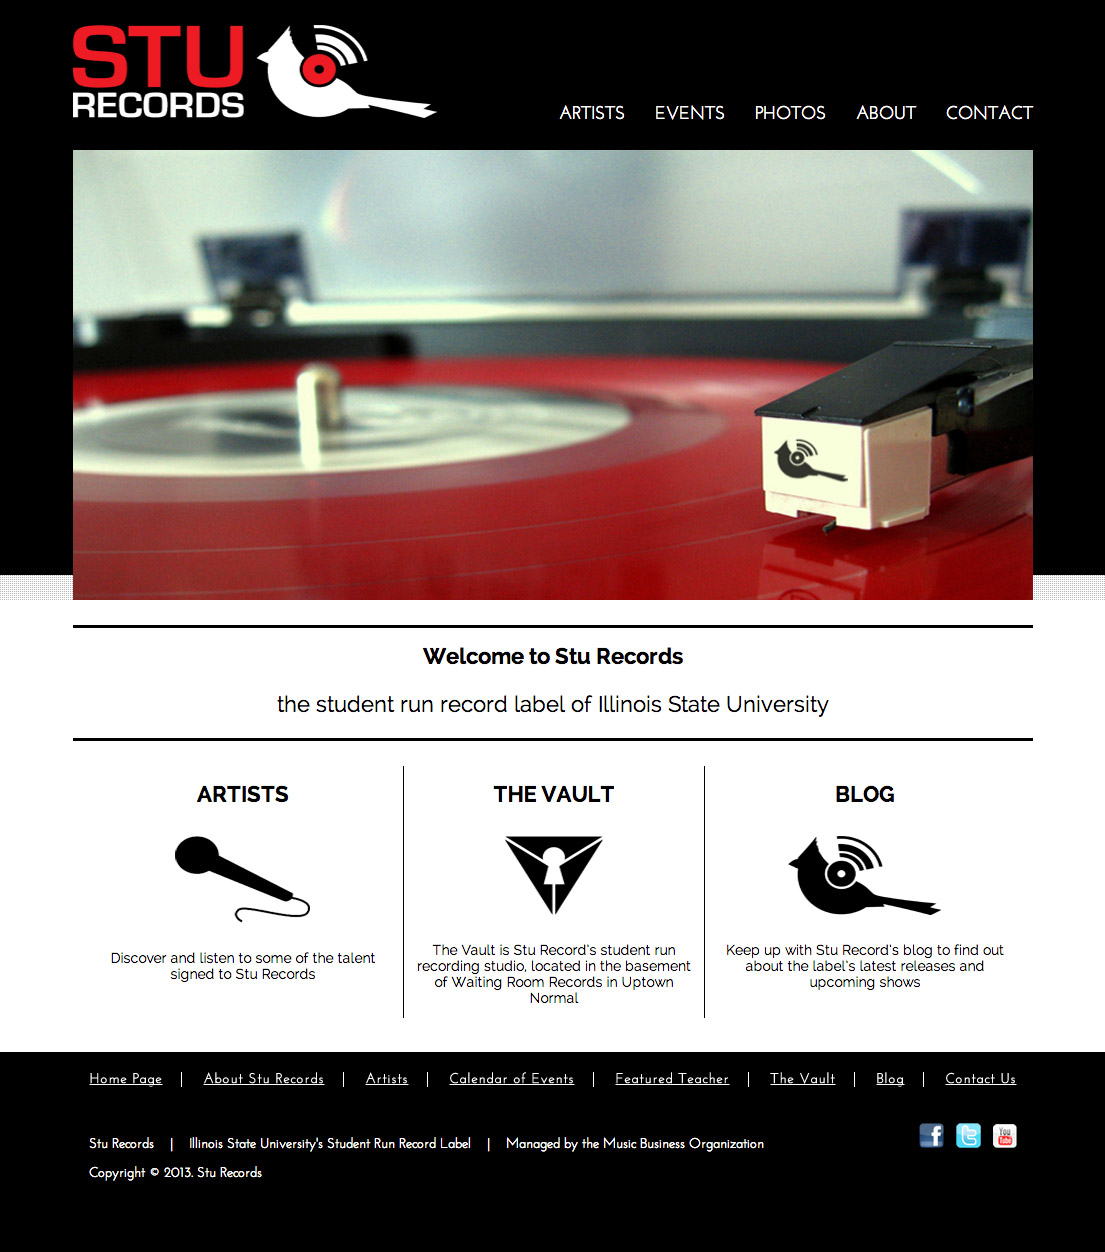 STU
RECORDS
ARTISTS EVENTS PHOTOS ABOUT CONTACT
Welcome to Stu Records
the student run record label of Illinois State University
ARTISTS
Discover and listen to some of the talent
signed to Stu Records
THE VAULT
The Vault is Stu Record's student run
recording studio, located in the basement
of Waiting Room Records in Uptown
Normal
BLOG
Keep up with Stu Record's blog to find out
about the label's latest releases and
upcoming shows
Home Page | About Stu Records | Artists | Calendar of Events | Featured Teacher | The Vault | Blog | Contact Us
Stu Records | Illinois State University's Student Run Record Label | Managed by the Music Business Organization
Copyright © 2013. Stu Records
f t You Tube